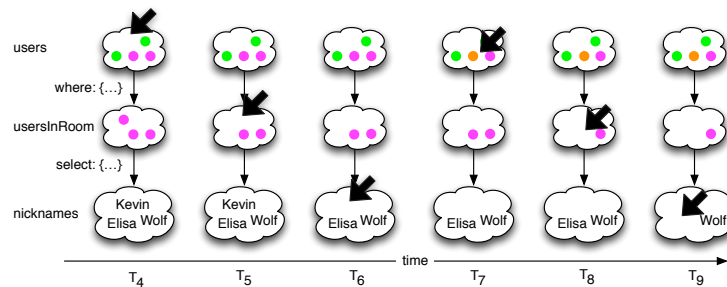 users
where: {...}
usersInRoom
select: {...}
nicknames
Kevin
Elisa Wolf
Kevin
Elisa Wolf
Elisa Wolf
Elisa Wolf
Elisa Wolf
Wolf
time
T4 T5 T6 T7 T8 T9